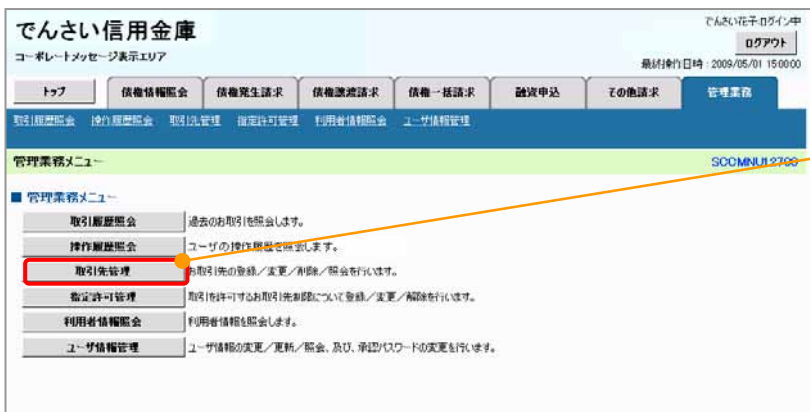 でんさい信用金庫
コーポレートメッセージ表示エリア
でんさい花子 ログイン中
ログアウト
最終操作日時：2009/05/01 15:00:00
トップ 債権情報照会 債権発生請求 債権譲渡請求 債権一括請求 融資申込 その他請求 管理業務
取引履歴照会 操作履歴照会 取引先管理 指定許可管理 利用者情報照会 ユーザ情報管理
管理業務メニュー
■ 管理業務メニュー
取引履歴照会 過去のお取引を照会します。
操作履歴照会 ユーザの操作履歴を照会します。
取引先管理 お取引先の登録／変更／削除／照会を行います。
指定許可管理 取引を許可するお取引先制限について登録／変更／解除を行います。
利用者情報照会 利用者情報を照会します。
ユーザ情報管理 ユーザ情報の変更／更新／照会、及び、承認パスワードの変更を行います。